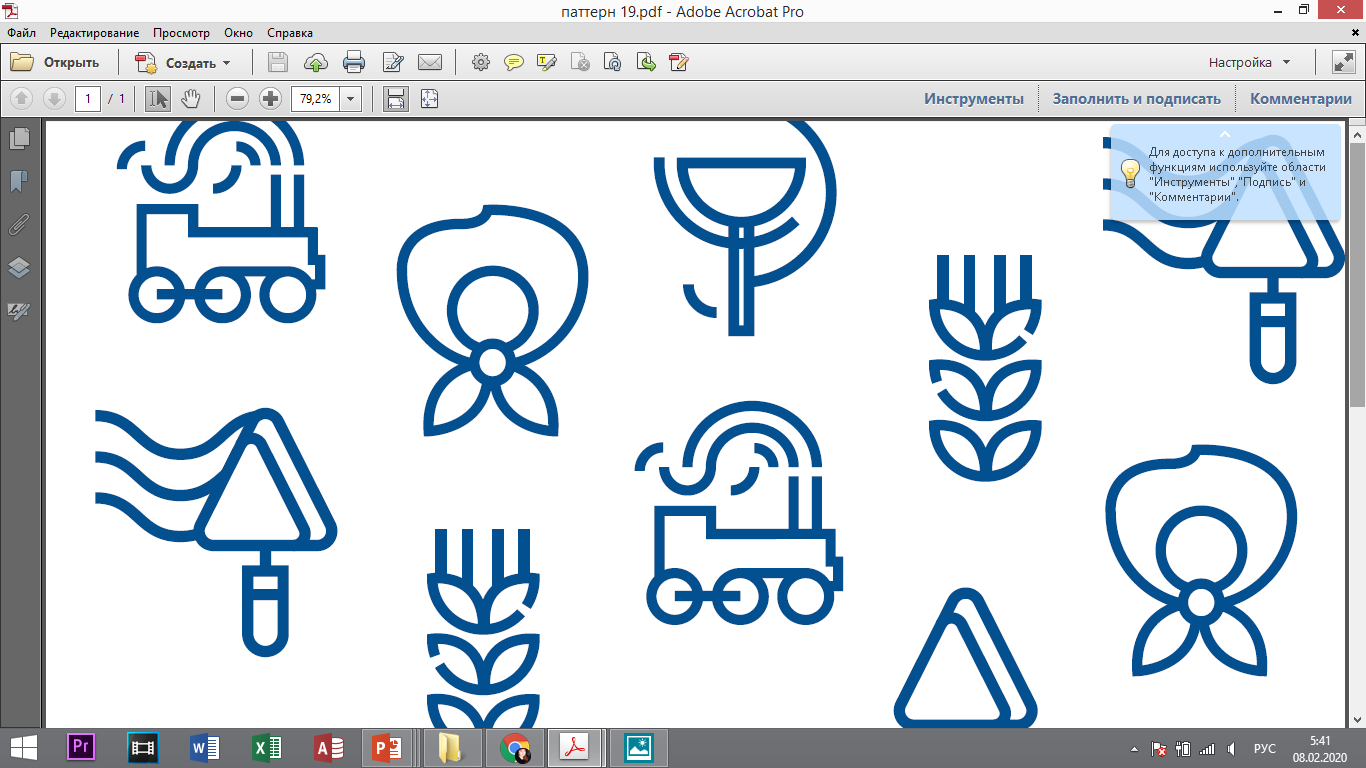 паттерн 19.pdf - Adobe Acrobat Pro
Файл Редактирование Просмотр Окно Справка
Открыть Создать Настройка
1 / 1 79,2% Инструменты Заполнить и подписать Комментарии
Для доступа к дополнительным
функциям используйте области
"Инструменты","Подпись" и
"Комментарии".
Pr W X A P
РУС 5:41
08.02.2020